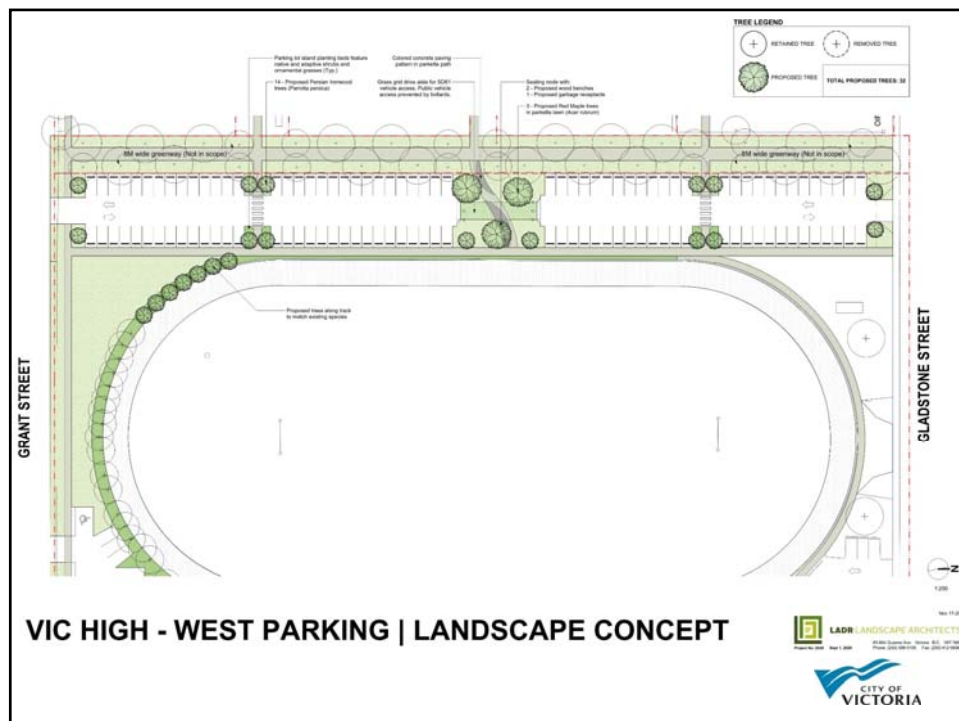 TREE LEGEND
RETAINED TREE
REMOVED TREE
PROPOSED TREE
TOTAL PROPOSED TREES: 32
Parking lot island planting beds feature
native and adaptive shrubs and
ornamental grasses (Typ.)
14 - Proposed Persian Ironwood
trees (Parrotia persica)
Colored concrete paving
pattern in parkette path
Grass grid drive aisle for SD61
vehicle access. Public vehicle
access prevented by bollards.
Seating node with:
2 - Proposed wood benches
1 - Proposed garbage receptacle
3 - Proposed Red Maple trees
in parkette lawn (Acer rubrum)
8M wide greenway (Not in scope)
8M wide greenway (Not in scope)
Proposed trees along track
to match existing species
GRANT STREET
GLADSTONE STREET
N
VIC HIGH - WEST PARKING | LANDSCAPE CONCEPT
LADR LANDSCAPE ARCHITECTS
CITY OF
VICTORIA